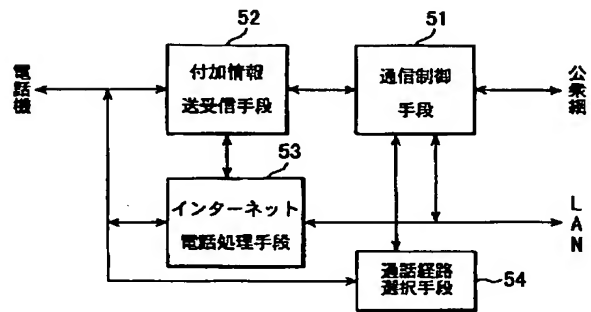 52
51
電話機
付加情報
送受信手段
通信制御
手段
公衆網
53
インターネット
電話処理手段
LAN
通話経路
選択手段
54